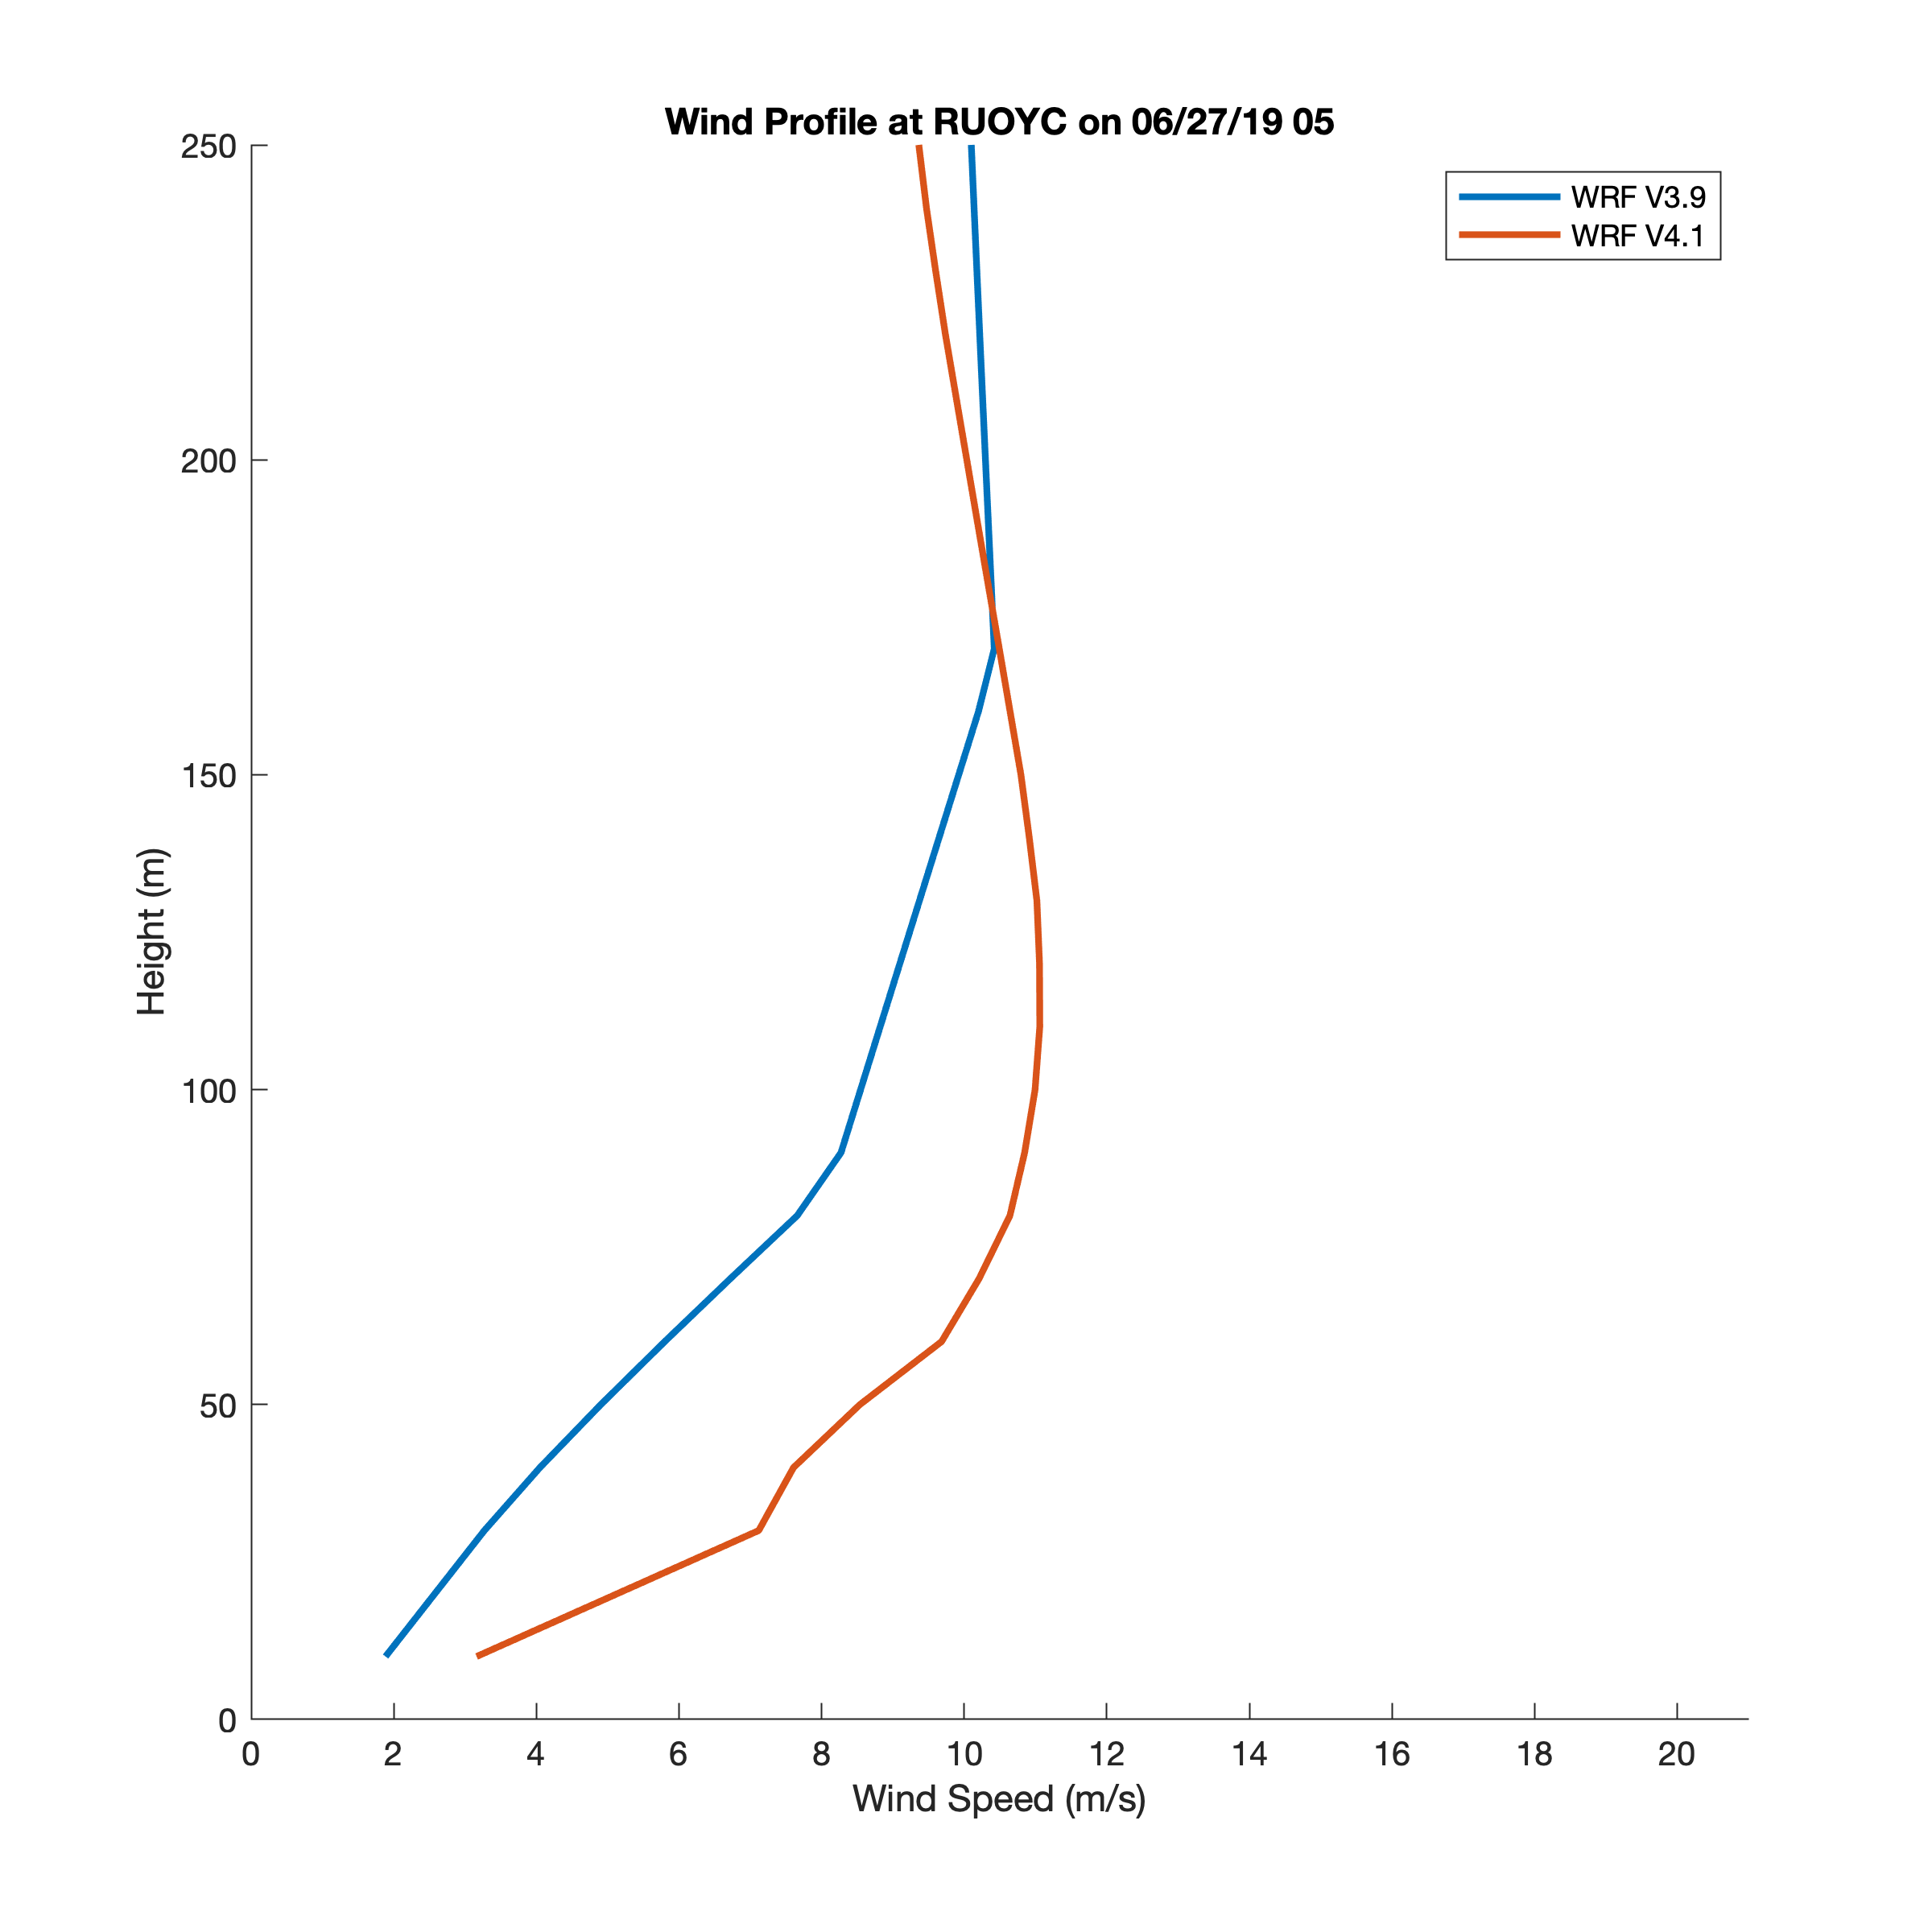 Wind Profile at RUOYC on 06/27/19 05
WRF V3.9
WRF V4.1
250
200
150
100
50
0
Height (m)
0 2 4 6 8 10 12 14 16 18 20
Wind Speed (m/s)